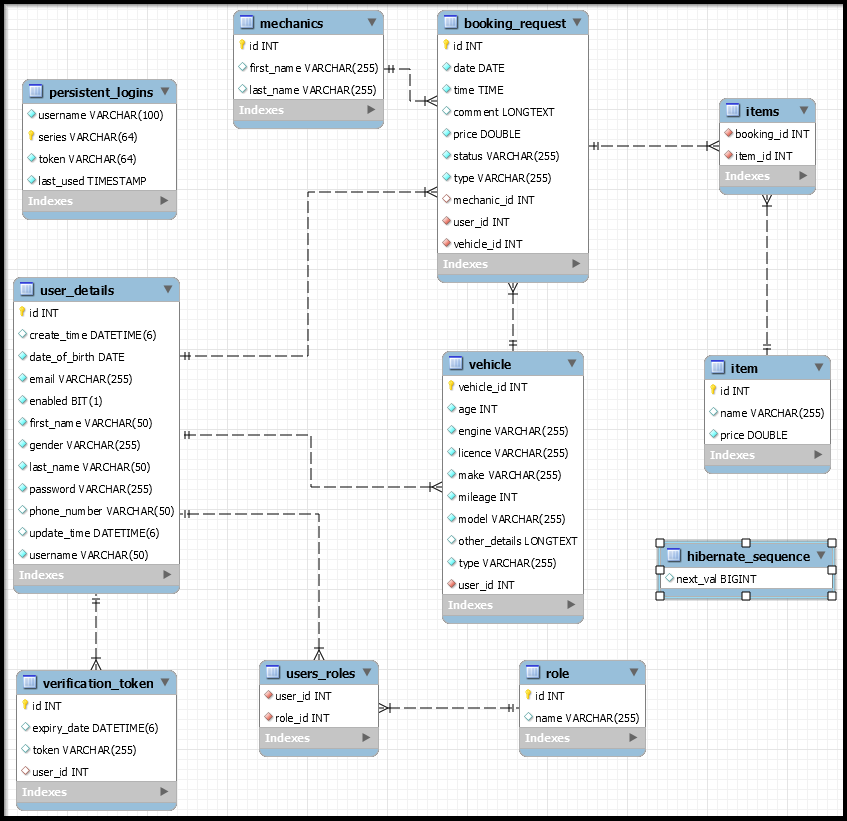 mechanics
id INT
first_name VARCHAR(255)
last_name VARCHAR(255)
Indexes
booking_request
id INT
date DATE
time TIME
comment LONGTEXT
price DOUBLE
status VARCHAR(255)
type VARCHAR(255)
mechanic_id INT
user_id INT
vehicle_id INT
Indexes
persistent_logins
username VARCHAR(100)
series VARCHAR(64)
token VARCHAR(64)
last_used TIMESTAMP
Indexes
items
booking_id INT
item_id INT
Indexes
user_details
id INT
create_time DATETIME(6)
date_of_birth DATE
email VARCHAR(255)
enabled BIT(1)
first_name VARCHAR(50)
gender VARCHAR(255)
last_name VARCHAR(50)
password VARCHAR(255)
phone_number VARCHAR(50)
update_time DATETIME(6)
username VARCHAR(50)
Indexes
vehicle
vehicle_id INT
age INT
engine VARCHAR(255)
licence VARCHAR(255)
make VARCHAR(255)
mileage INT
model VARCHAR(255)
other_details LONGTEXT
type VARCHAR(255)
user_id INT
Indexes
item
id INT
name VARCHAR(255)
price DOUBLE
Indexes
hibernate_sequence
next_val BIGINT
verification_token
id INT
expiry_date DATETIME(6)
token VARCHAR(255)
user_id INT
Indexes
users_roles
user_id INT
role_id INT
Indexes
role
id INT
name VARCHAR(255)
Indexes